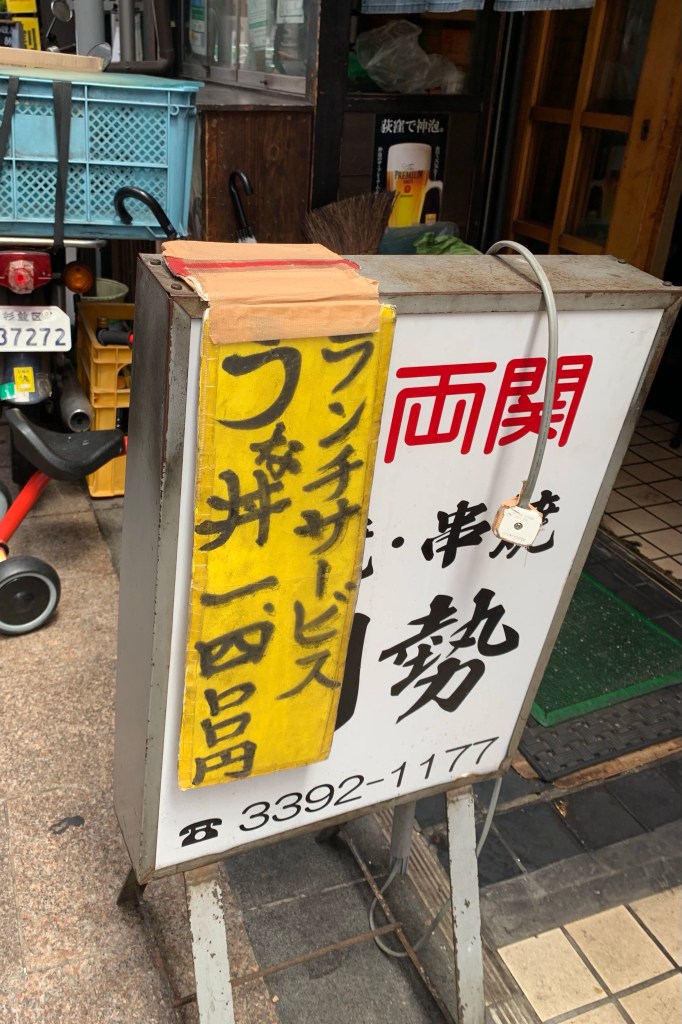 荻窪で神泡。
PREMIUM
杉並区
37272
ランチサービス
うな丼
一.四〇〇円
両関
・串焼
勢
☎3392-1177